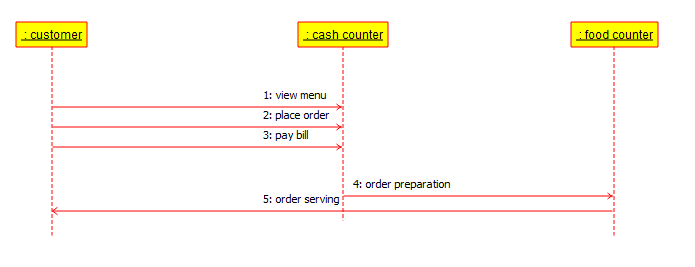 : customer
: cash counter
: food counter
1: view menu
2: place order
3: pay bill
4: order preparation
5: order serving